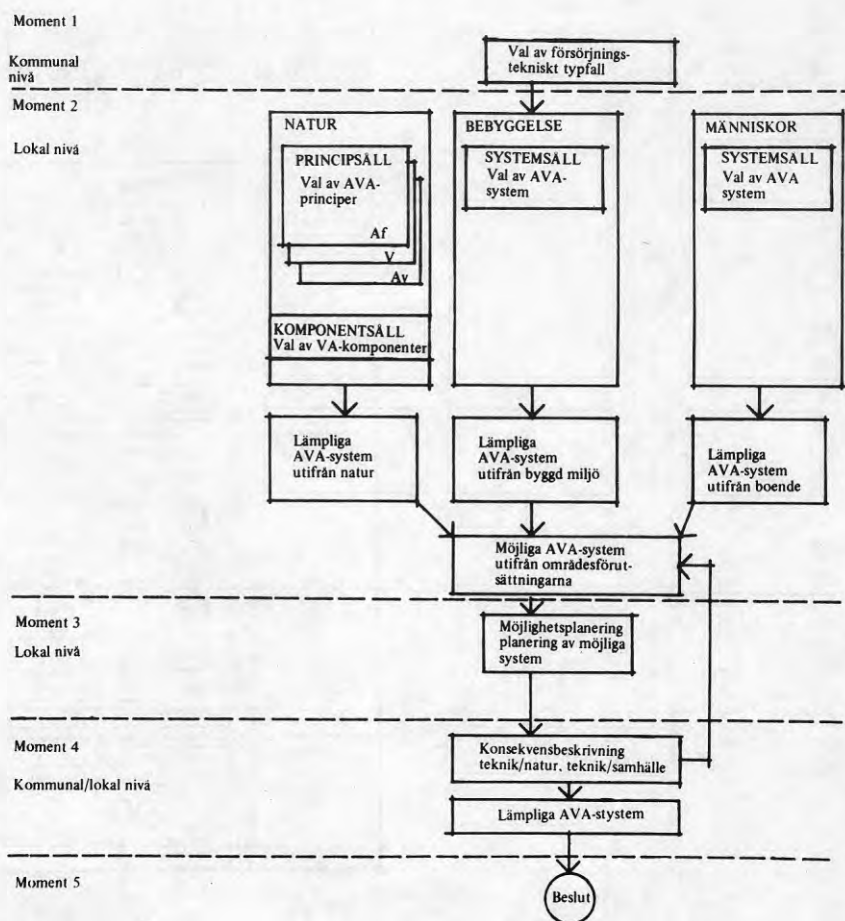 Moment 1
Kommunal
nivå
Val av försörjnings-
tekniskt typfall
Moment 2
Lokal nivå
NATUR
PRINCIPSÅLL
Val av AVA-
principer
Af
V
Av
KOMPONENTSÅLL
Val av VA-komponenter
BEBYGGELSE
SYSTEMSÅLL
Val av AVA-
system
MÄNNISKOR
SYSTEMSÅLL
Val av AVA
system
Lämpliga
AVA-system
utifrån natur
Lämpliga
AVA-system
utifrån byggd miljö
Lämpliga
AVA-system
utifrån boende
Möjliga AVA-system
utifrån områdesförut-
sättningarna
Moment 3
Lokal nivå
Möjlighetsplanering
planering av möjliga
system
Moment 4
Kommunal/lokal nivå
Konsekvensbeskrivning
teknik/natur, teknik/samhälle
Lämpliga AVA-stystem
Moment 5
Beslut